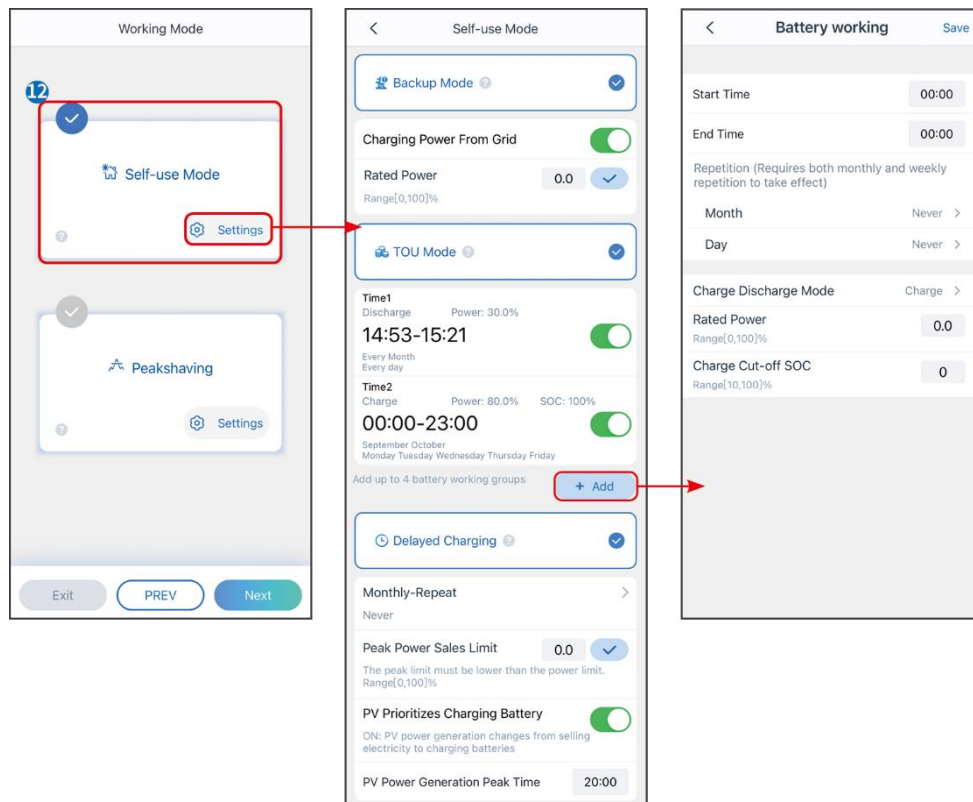 Working Mode
12
Self-use Mode
Settings
Peakshaving
Settings
Exit
PREV
Next
Self-use Mode
Backup Mode
Charging Power From Grid
Rated Power 0.0
Range[0,100]%
TOU Mode
Time1
Discharge Power: 30.0%
14:53-15:21
Every Month
Every day
Time2
Charge Power: 80.0% SOC: 100%
00:00-23:00
September October
Monday Tuesday Wednesday Thursday Friday
Add up to 4 battery working groups
+ Add
Delayed Charging
Monthly-Repeat
Never
Peak Power Sales Limit 0.0
The peak limit must be lower than the power limit.
Range[0,100]%
PV Prioritizes Charging Battery
ON: PV power generation changes from selling
electricity to charging batteries
PV Power Generation Peak Time 20:00
Battery working Save
Start Time 00:00
End Time 00:00
Repetition (Requires both monthly and weekly
repetition to take effect)
Month Never >
Day Never >
Charge Discharge Mode Charge >
Rated Power 0.0
Range[0,100]%
Charge Cut-off SOC 0
Range[10,100]%